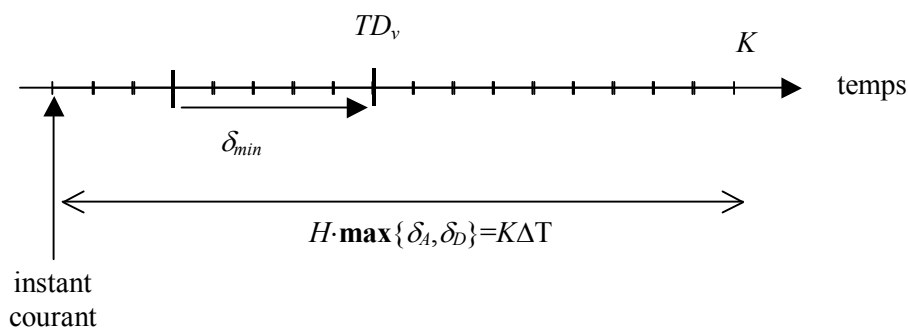 TD_v
K
temps
δ_min
H·max{δ_A,δ_D}=KΔT
instant
courant